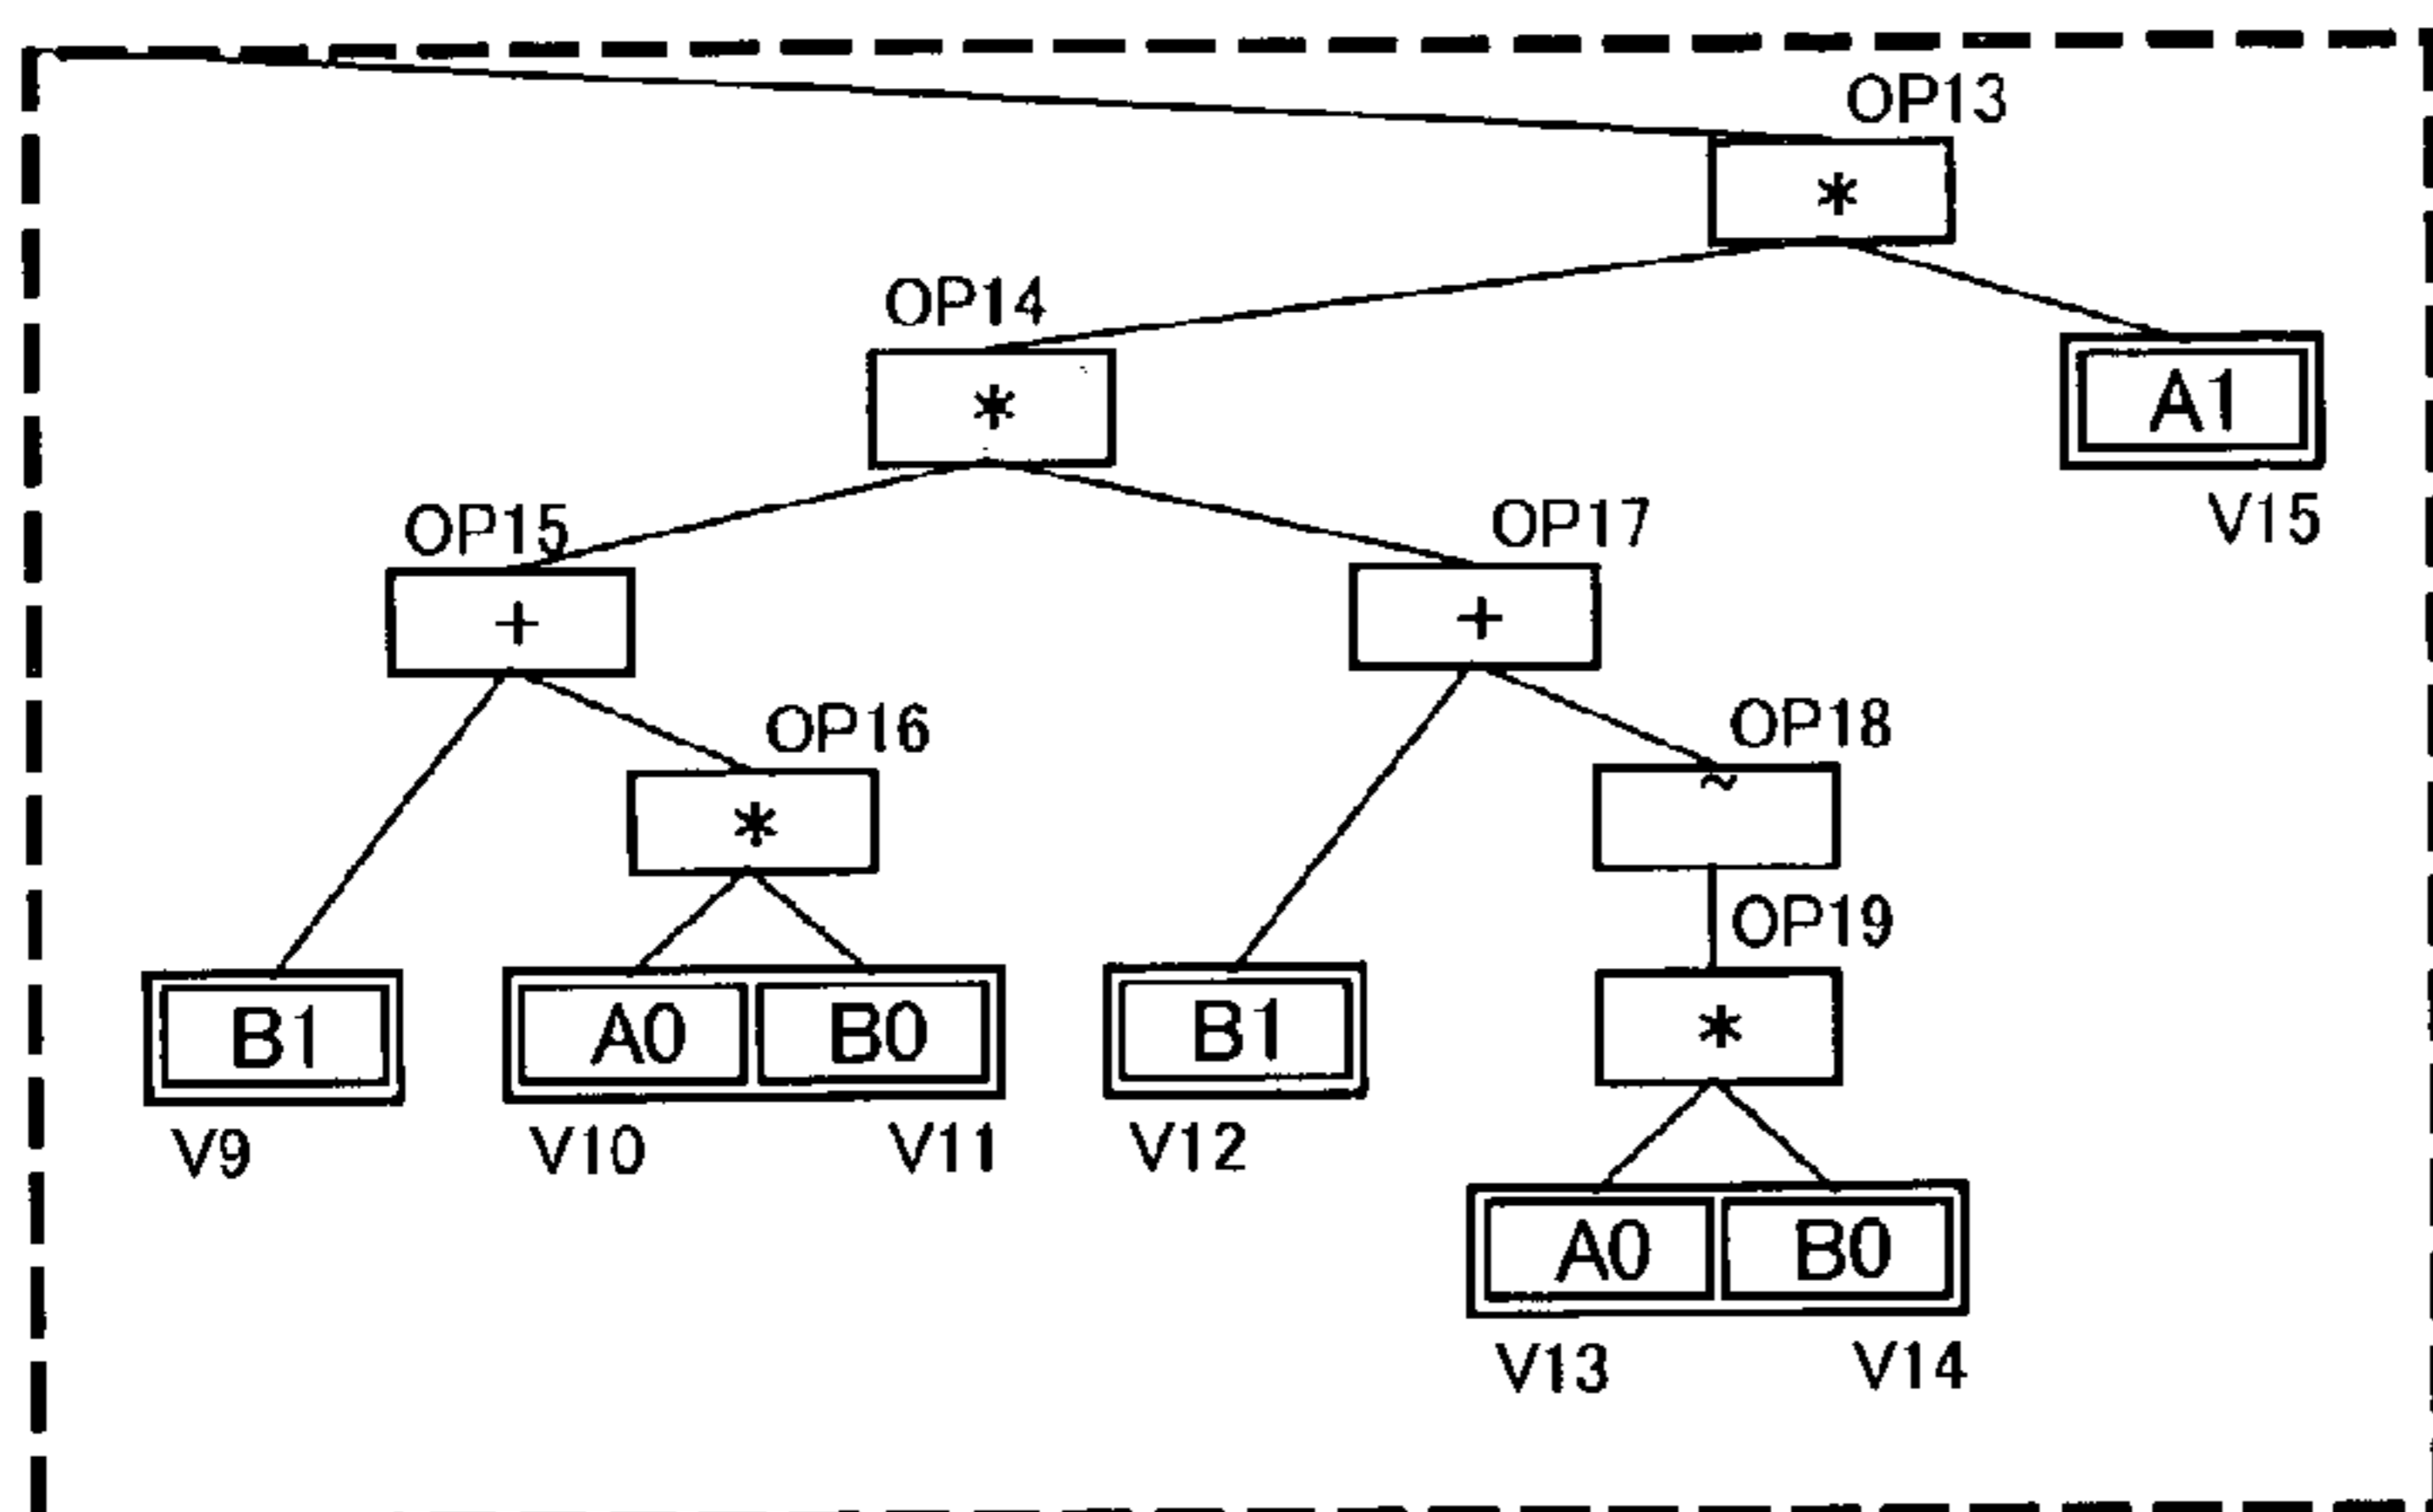 OP13
*
OP14
*
A1
V15
OP15
+
OP17
+
OP16
*
OP18
~
OP19
*
B1
A0 B0
B1
V9
V10 V11
V12
A0 B0
V13 V14